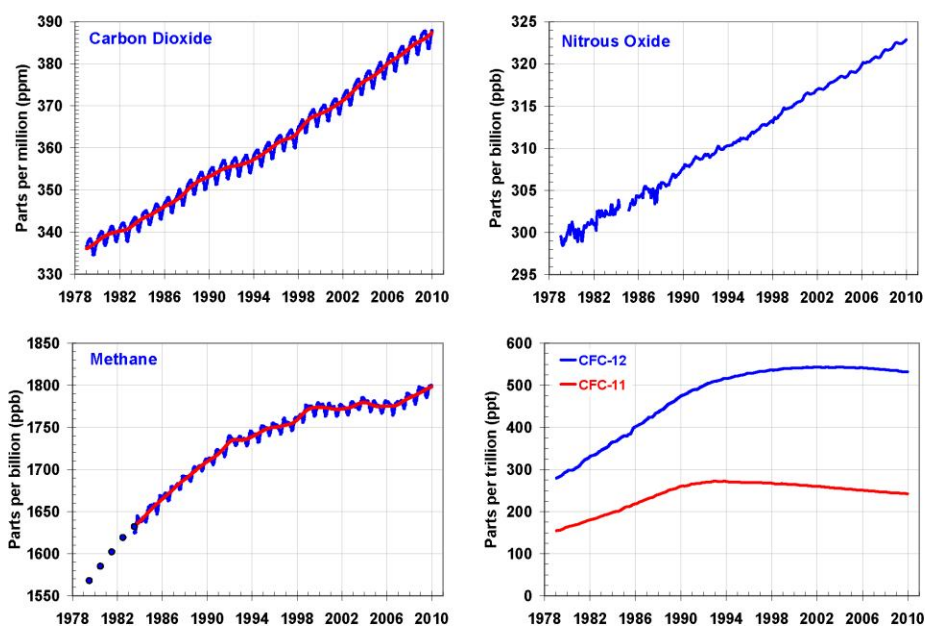 Carbon Dioxide
Parts per million (ppm)
390
380
370
360
350
340
330
1978 1982 1986 1990 1994 1998 2002 2006 2010
Nitrous Oxide
Parts per billion (ppb)
325
320
315
310
305
300
295
1978 1982 1986 1990 1994 1998 2002 2006 2010
Methane
Parts per billion (ppb)
1850
1800
1750
1700
1650
1600
1550
1978 1982 1986 1990 1994 1998 2002 2006 2010
CFC-12
CFC-11
Parts per trillion (ppt)
600
500
400
300
200
100
0
1978 1982 1986 1990 1994 1998 2002 2006 2010